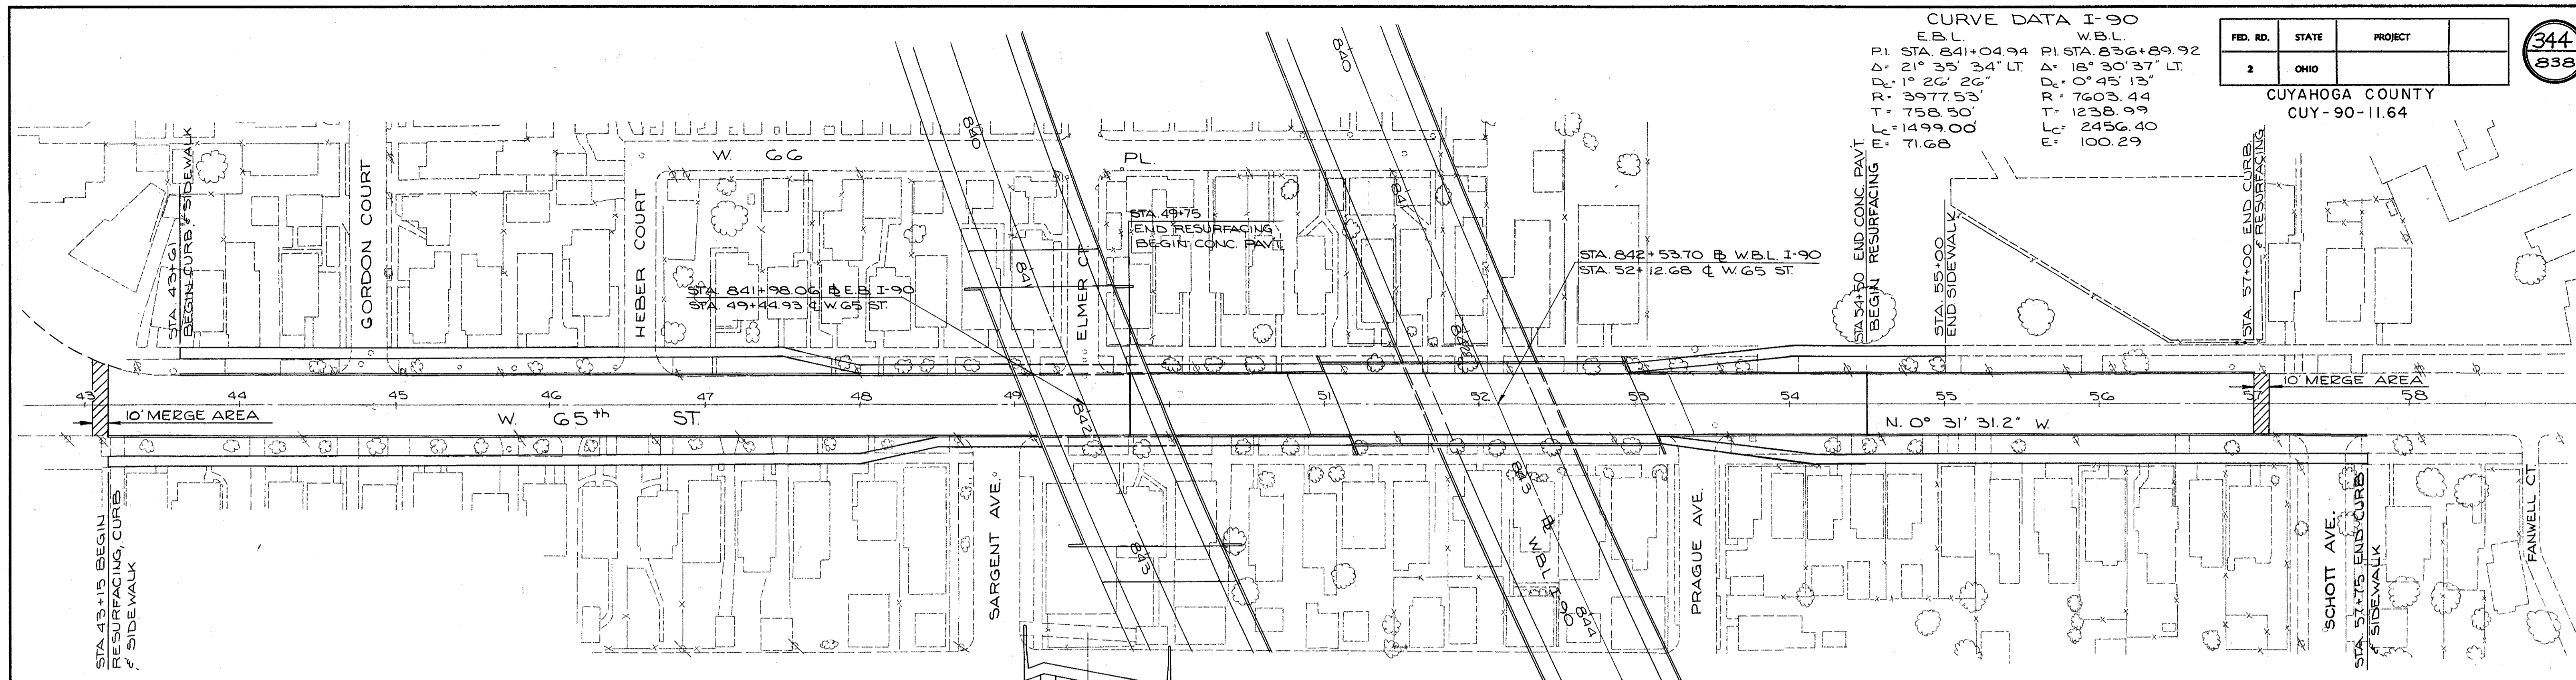 CURVE DATA I-90
E.B.L.
P.I. STA. 841+04.94
Δ= 21° 35' 34" LT.
Dc= 1° 26' 26"
R= 3977.53'
T= 758.50'
Lc= 1499.00'
E= 71.68
W.B.L.
P.I. STA. 836+89.92
Δ= 18° 30' 37" LT.
Dc= 0° 45' 13"
R= 7603.44
T= 1238.99
Lc= 2456.40
E= 100.29
FED. RD. STATE PROJECT
2 OHIO
344
838
CUYAHOGA COUNTY
CUY-90-11.64
STA. 43+61
BEGIN CURB & SIDEWALK
GORDON COURT
HEBER COURT
W. 66 PL.
840
841
ELMER CT.
STA. 49+75
END RESURFACING
BEGIN CONC. PAVT.
840
841
842
STA. 841+98.06 ℄ E.B. I-90
STA. 49+44.93 ℄ W. 65 ST.
STA. 842+53.70 ℄ W.B.L. I-90
STA. 52+12.68 ℄ W. 65 ST.
STA 54+50 END CONC. PAVT.
BEGIN RESURFACING
STA. 55+00
END SIDEWALK
STA. 57+00 END CURB.
& RESURFACING
43 44 45 46 47 48 49 51 52 53 54 55 56 57 58
10' MERGE AREA
W. 65th ST.
842
N. 0° 31' 31.2" W.
10' MERGE AREA
STA 43+15 BEGIN
RESURFACING, CURB
& SIDEWALK
SARGENT AVE.
843
843
℄ W.B.L. I-90
844
PRAGUE AVE.
SCHOTT AVE.
STA. 57+75 END CURB
& SIDEWALK
FANWELL CT.